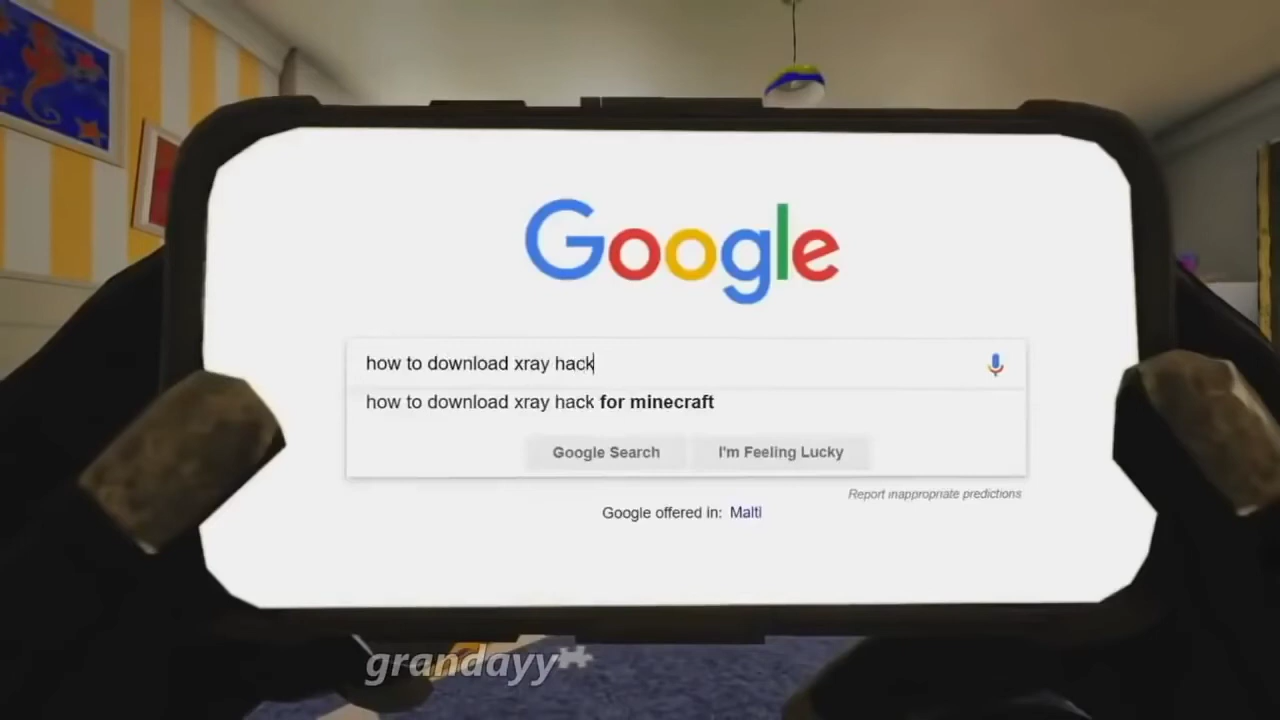 Google
how to download xray hack
how to download xray hack for minecraft
Google Search
I'm Feeling Lucky
Report inappropriate predictions
Google offered in: Malti
grandayy